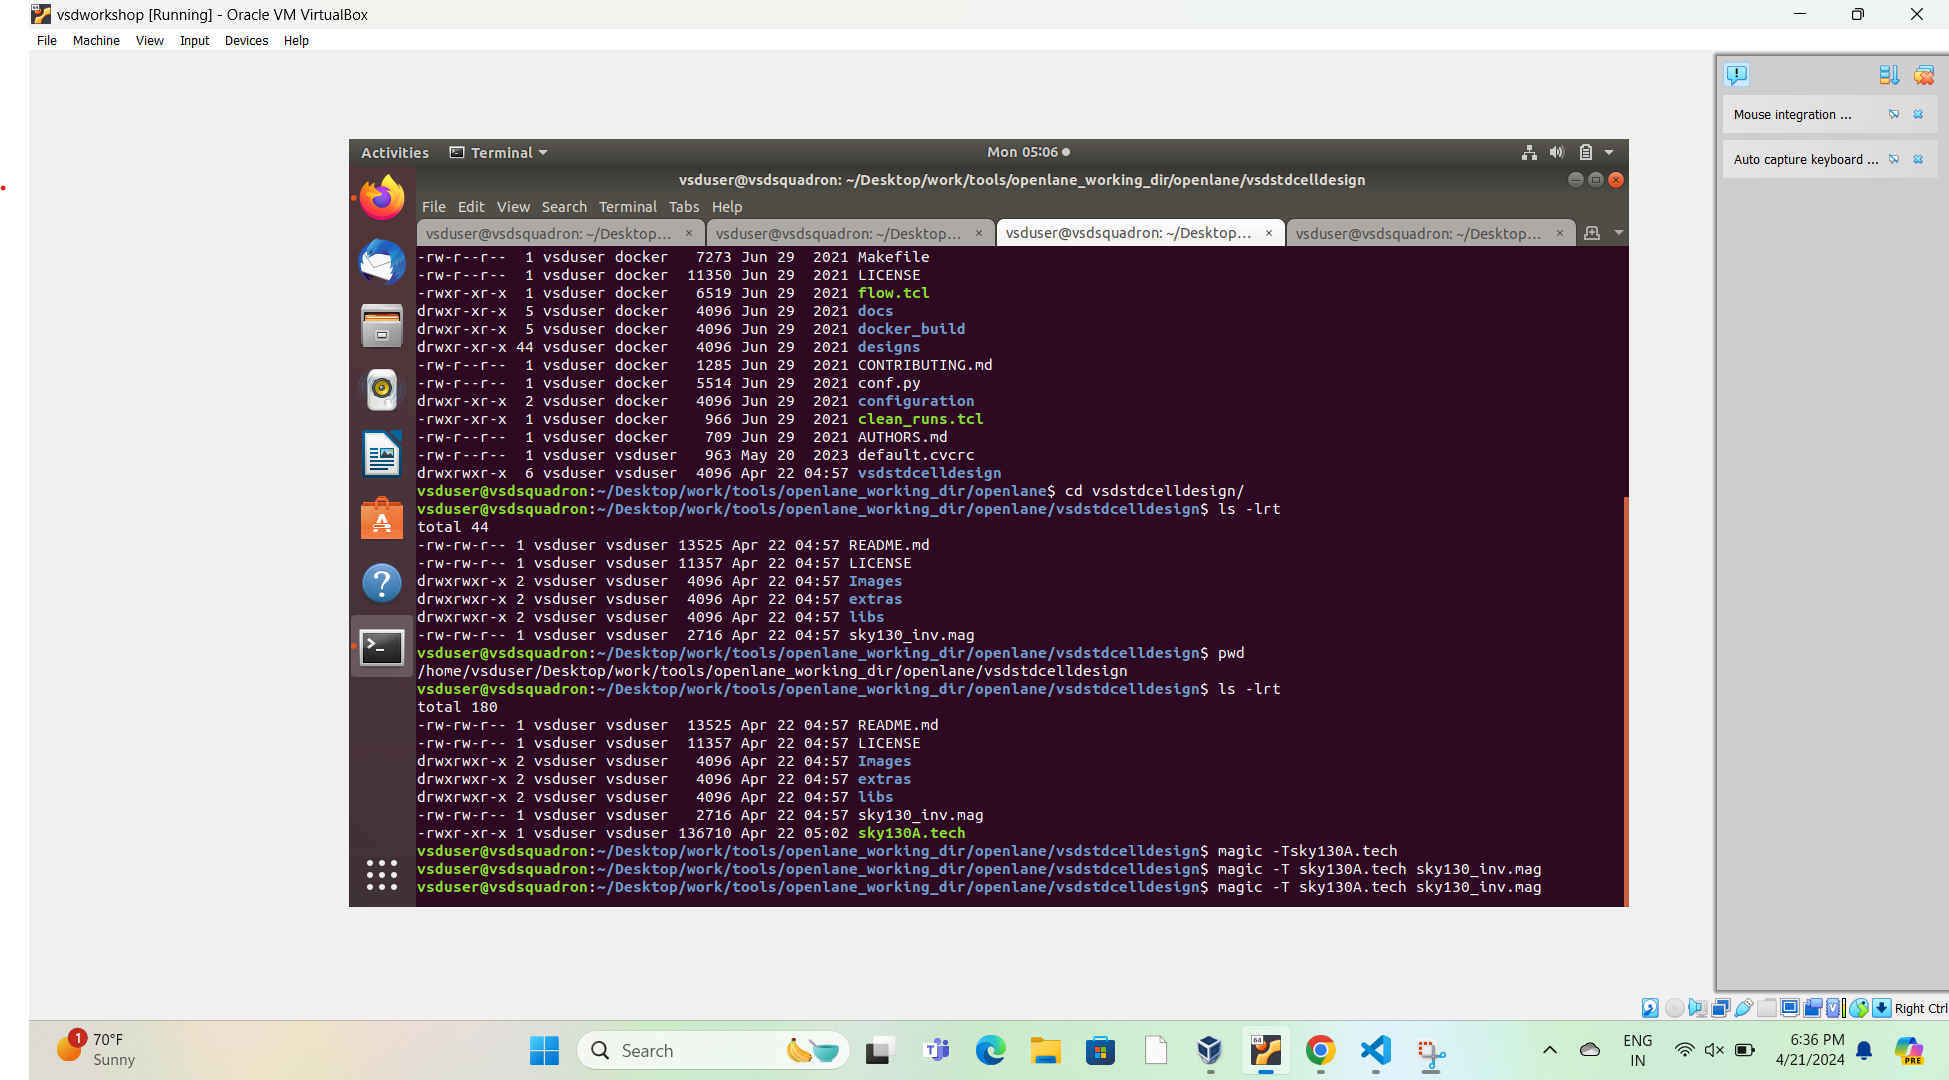 vsdworkshop [Running] - Oracle VM VirtualBox
File Machine View Input Devices Help
Mouse integration ...
Auto capture keyboard ...
Activities Terminal Mon 05:06
vsduser@vsdsquadron: ~/Desktop/work/tools/openlane_working_dir/openlane/vsdstdcelldesign
File Edit View Search Terminal Tabs Help
vsduser@vsdsquadron: ~/Desktop... × vsduser@vsdsquadron: ~/Desktop... × vsduser@vsdsquadron: ~/Desktop... × vsduser@vsdsquadron: ~/Desktop... ×
-rw-r--r--  1 vsduser docker   7273 Jun 29  2021 Makefile
-rw-r--r--  1 vsduser docker  11350 Jun 29  2021 LICENSE
-rwxr-xr-x  1 vsduser docker   6519 Jun 29  2021 flow.tcl
drwxr-xr-x  5 vsduser docker   4096 Jun 29  2021 docs
drwxr-xr-x  5 vsduser docker   4096 Jun 29  2021 docker_build
drwxr-xr-x 44 vsduser docker   4096 Jun 29  2021 designs
-rw-r--r--  1 vsduser docker   1285 Jun 29  2021 CONTRIBUTING.md
-rw-r--r--  1 vsduser docker   5514 Jun 29  2021 conf.py
drwxr-xr-x  2 vsduser docker   4096 Jun 29  2021 configuration
-rwxr-xr-x  1 vsduser docker    966 Jun 29  2021 clean_runs.tcl
-rw-r--r--  1 vsduser docker    709 Jun 29  2021 AUTHORS.md
-rw-r--r--  1 vsduser vsduser   963 May 20  2023 default.cvcrc
drwxrwxr-x  6 vsduser vsduser  4096 Apr 22 04:57 vsdstdcelldesign
vsduser@vsdsquadron:~/Desktop/work/tools/openlane_working_dir/openlane$ cd vsdstdcelldesign/
vsduser@vsdsquadron:~/Desktop/work/tools/openlane_working_dir/openlane/vsdstdcelldesign$ ls -lrt
total 44
-rw-rw-r-- 1 vsduser vsduser 13525 Apr 22 04:57 README.md
-rw-rw-r-- 1 vsduser vsduser 11357 Apr 22 04:57 LICENSE
drwxrwxr-x 2 vsduser vsduser  4096 Apr 22 04:57 Images
drwxrwxr-x 2 vsduser vsduser  4096 Apr 22 04:57 extras
drwxrwxr-x 2 vsduser vsduser  4096 Apr 22 04:57 libs
-rw-rw-r-- 1 vsduser vsduser  2716 Apr 22 04:57 sky130_inv.mag
vsduser@vsdsquadron:~/Desktop/work/tools/openlane_working_dir/openlane/vsdstdcelldesign$ pwd
/home/vsduser/Desktop/work/tools/openlane_working_dir/openlane/vsdstdcelldesign
vsduser@vsdsquadron:~/Desktop/work/tools/openlane_working_dir/openlane/vsdstdcelldesign$ ls -lrt
total 180
-rw-rw-r-- 1 vsduser vsduser  13525 Apr 22 04:57 README.md
-rw-rw-r-- 1 vsduser vsduser  11357 Apr 22 04:57 LICENSE
drwxrwxr-x 2 vsduser vsduser   4096 Apr 22 04:57 Images
drwxrwxr-x 2 vsduser vsduser   4096 Apr 22 04:57 extras
drwxrwxr-x 2 vsduser vsduser   4096 Apr 22 04:57 libs
-rw-rw-r-- 1 vsduser vsduser   2716 Apr 22 04:57 sky130_inv.mag
-rwxr-xr-x 1 vsduser vsduser 136710 Apr 22 05:02 sky130A.tech
vsduser@vsdsquadron:~/Desktop/work/tools/openlane_working_dir/openlane/vsdstdcelldesign$ magic -Tsky130A.tech
vsduser@vsdsquadron:~/Desktop/work/tools/openlane_working_dir/openlane/vsdstdcelldesign$ magic -T sky130A.tech sky130_inv.mag
vsduser@vsdsquadron:~/Desktop/work/tools/openlane_working_dir/openlane/vsdstdcelldesign$ magic -T sky130A.tech sky130_inv.mag
Right Ctrl
1 70°F
Sunny
Search
64
ENG
IN
6:36 PM
4/21/2024
PRE